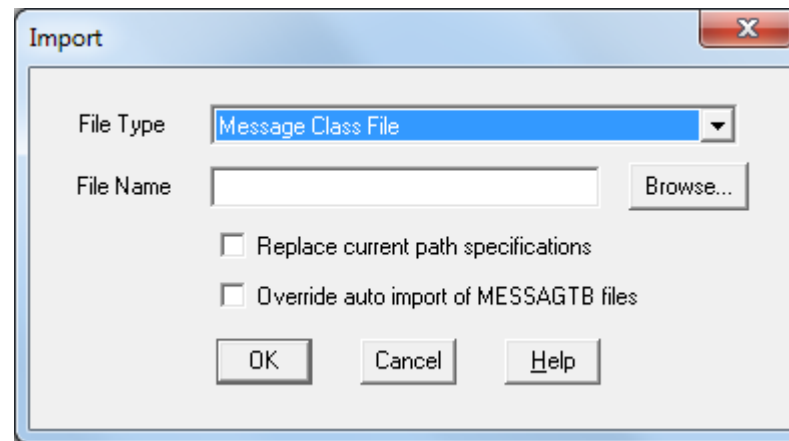 Import
File Type Message Class File
File Name Browse...
Replace current path specifications
Override auto import of MESSAGTB files
OK Cancel Help